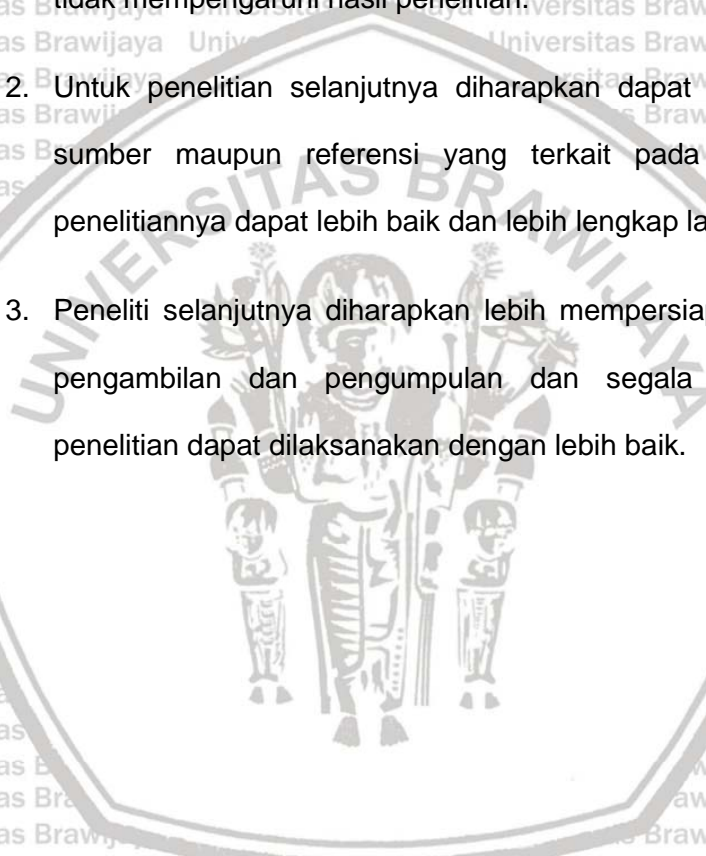 tidak mempengaruhi hasil penelitian.
2. Untuk penelitian selanjutnya diharapkan dapat
sumber maupun referensi yang terkait pada
penelitiannya dapat lebih baik dan lebih lengkap
3. Peneliti selanjutnya diharapkan lebih
pengambilan dan pengumpulan dan segala
penelitian dapat dilaksanakan dengan lebih baik.
UNIVERSITAS BRAWIJAYA